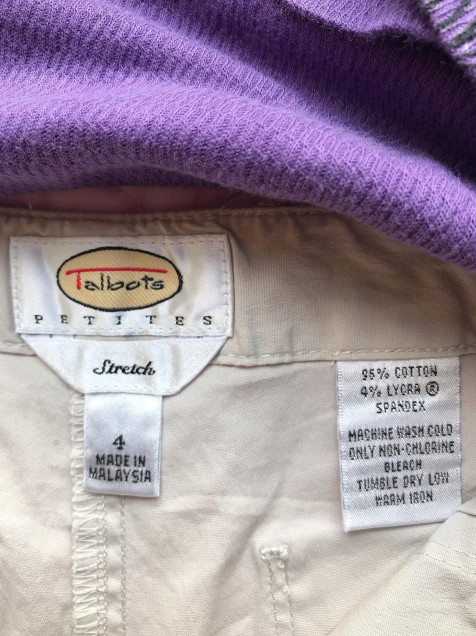 Talbots
PETITES
Stretch
4
MADE IN
MALAYSIA
96% COTTON
4% LYCRA ®
SPANDEX
MACHINE WASH COLD
ONLY NON-CHLORINE
BLEACH
TUMBLE DRY LOW
WARM IRON